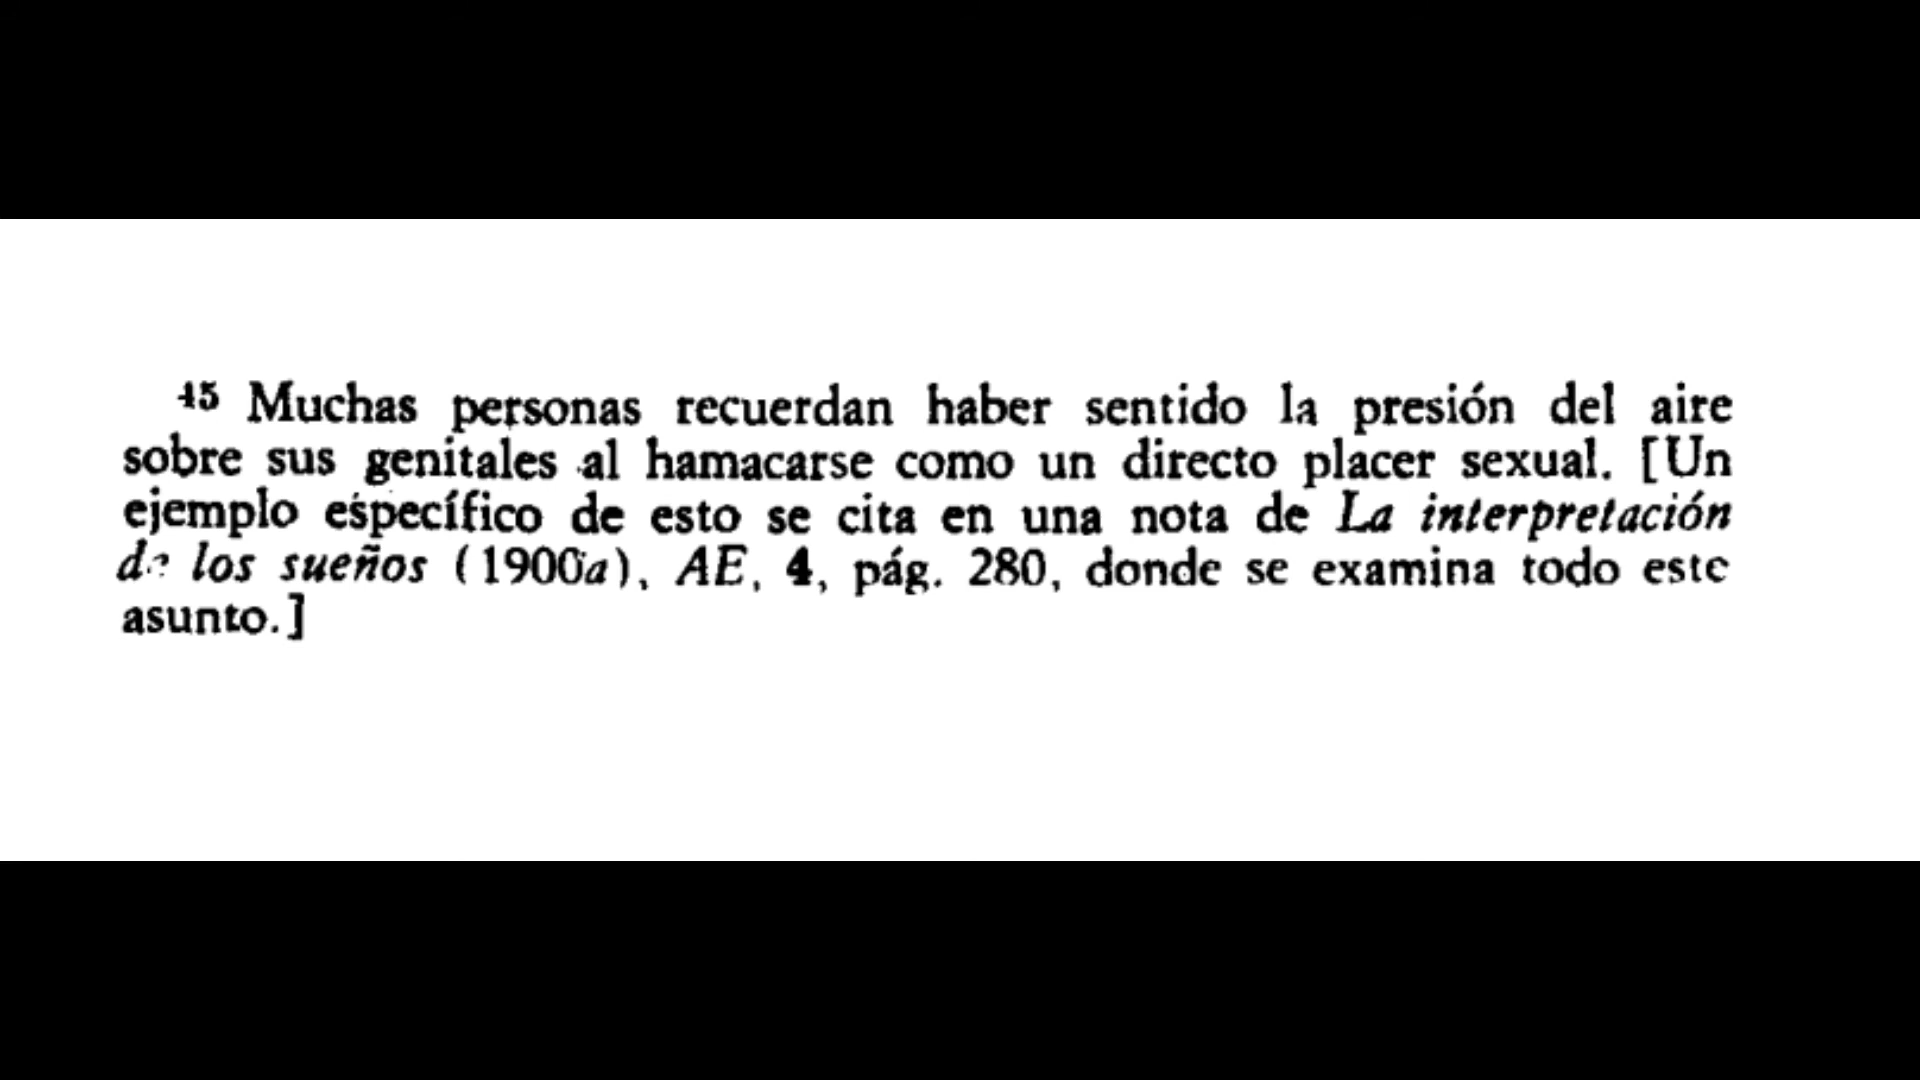 45 Muchas personas recuerdan haber sentido la presión del aire
sobre sus genitales al hamacarse como un directo placer sexual. [Un
ejemplo específico de esto se cita en una nota de La interpretación
de los sueños (1900a), AE, 4, pág. 280, donde se examina todo este
asunto.]